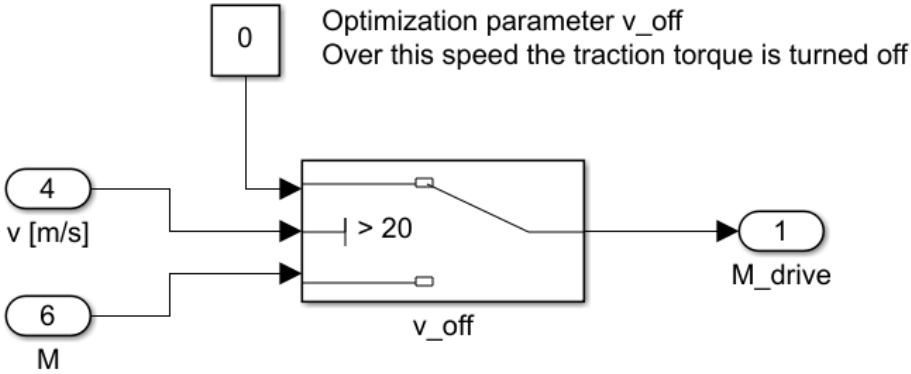 0
Optimization parameter v_off
Over this speed the traction torque is turned off
4
v [m/s]
> 20
1
M_drive
6
M
v_off